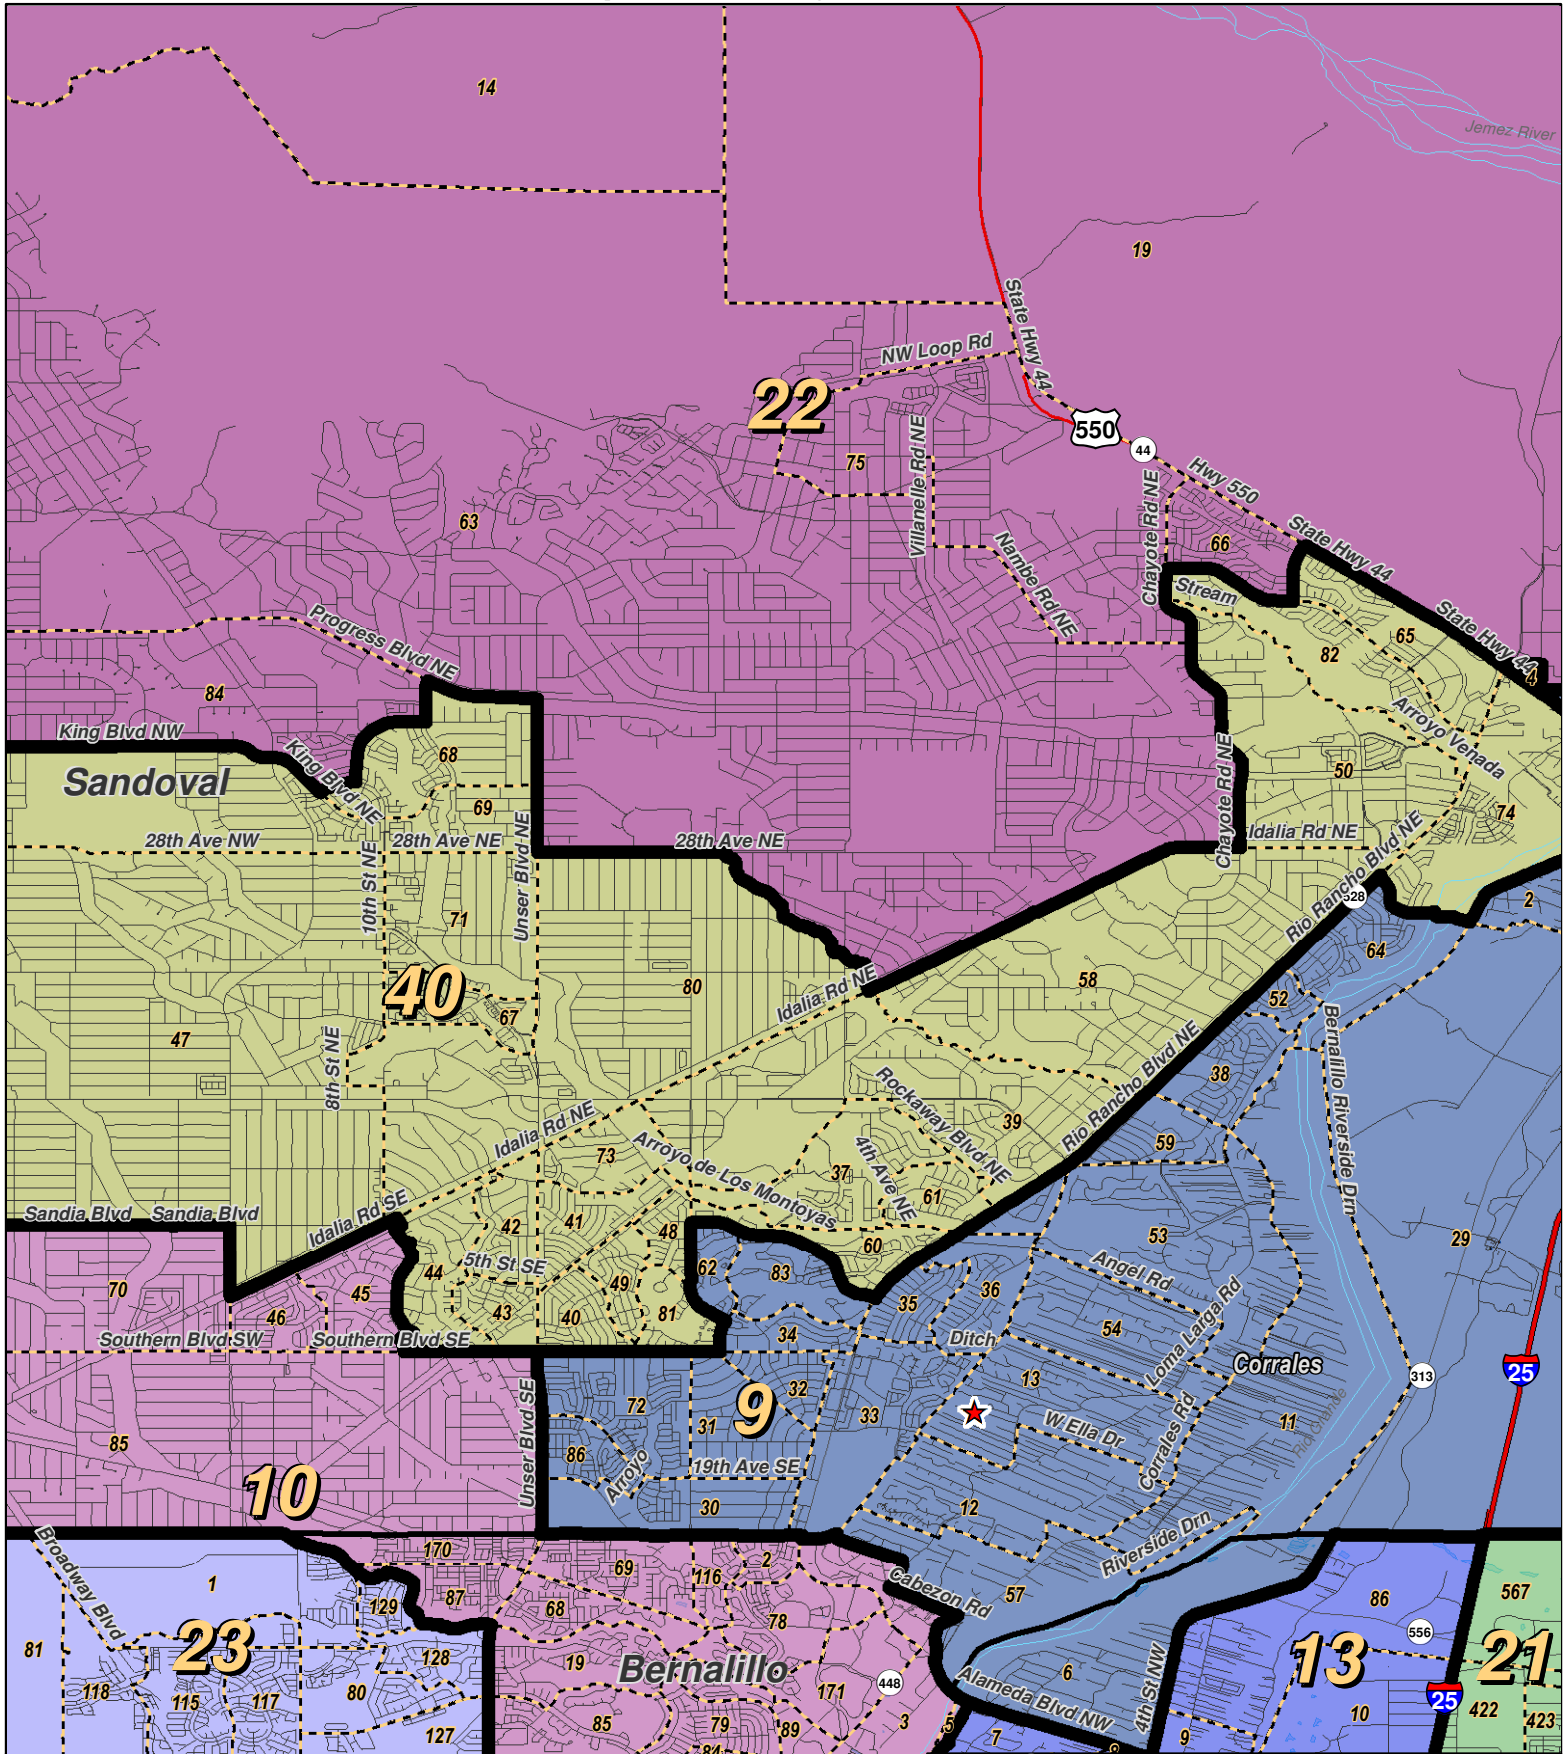 14
Jemez River
19
State Hwy 44
NW Loop Rd
22
550
44
Hwy 550
75
Villanelle Rd NE
63
Chayote Rd NE
State Hwy 44
66
Nambe Rd NE
Stream
State Hwy 44
65
Progress Blvd NE
82
4
84
Arroyo Venada
King Blvd NW
King Blvd NE
68
Sandoval
50
69
Chayote Rd NE
74
28th Ave NW
28th Ave NE
28th Ave NE
Idalia Rd NE
10th St NE
Unser Blvd NE
Rio Rancho Blvd NE
528
2
71
64
40
80
Idalia Rd NE
58
52
67
47
8th St NE
Bernalillo Riverside Drn
38
Rockaway Blvd NE
Rio Rancho Blvd NE
Idalia Rd NE
39
73
Arroyo de Los Montoyas
59
37
4th Ave NE
61
Sandia Blvd
Sandia Blvd
Idalia Rd SE
42
41
48
53
29
60
44
5th St SE
62
83
Angel Rd
70
45
49
36
46
43
40
81
35
Loma Larga Rd
54
Southern Blvd SW
Southern Blvd SE
34
Ditch
Corrales
25
313
13
72
32
9
31
33
Unser Blvd SE
W Ella Dr
Corrales Rd
11
Rio Grande
85
86
Arroyo
19th Ave SE
10
30
12
Riverside Drn
Broadway Blvd
170
69
116
2
1
129
87
68
78
Cabezon Rd
57
86
567
23
556
13
21
81
128
19
Bernalillo
6
118
115
117
80
171
448
Alameda Blvd NW
4th St NW
25
127
85
79
89
3
5
7
9
10
422
423
84
8